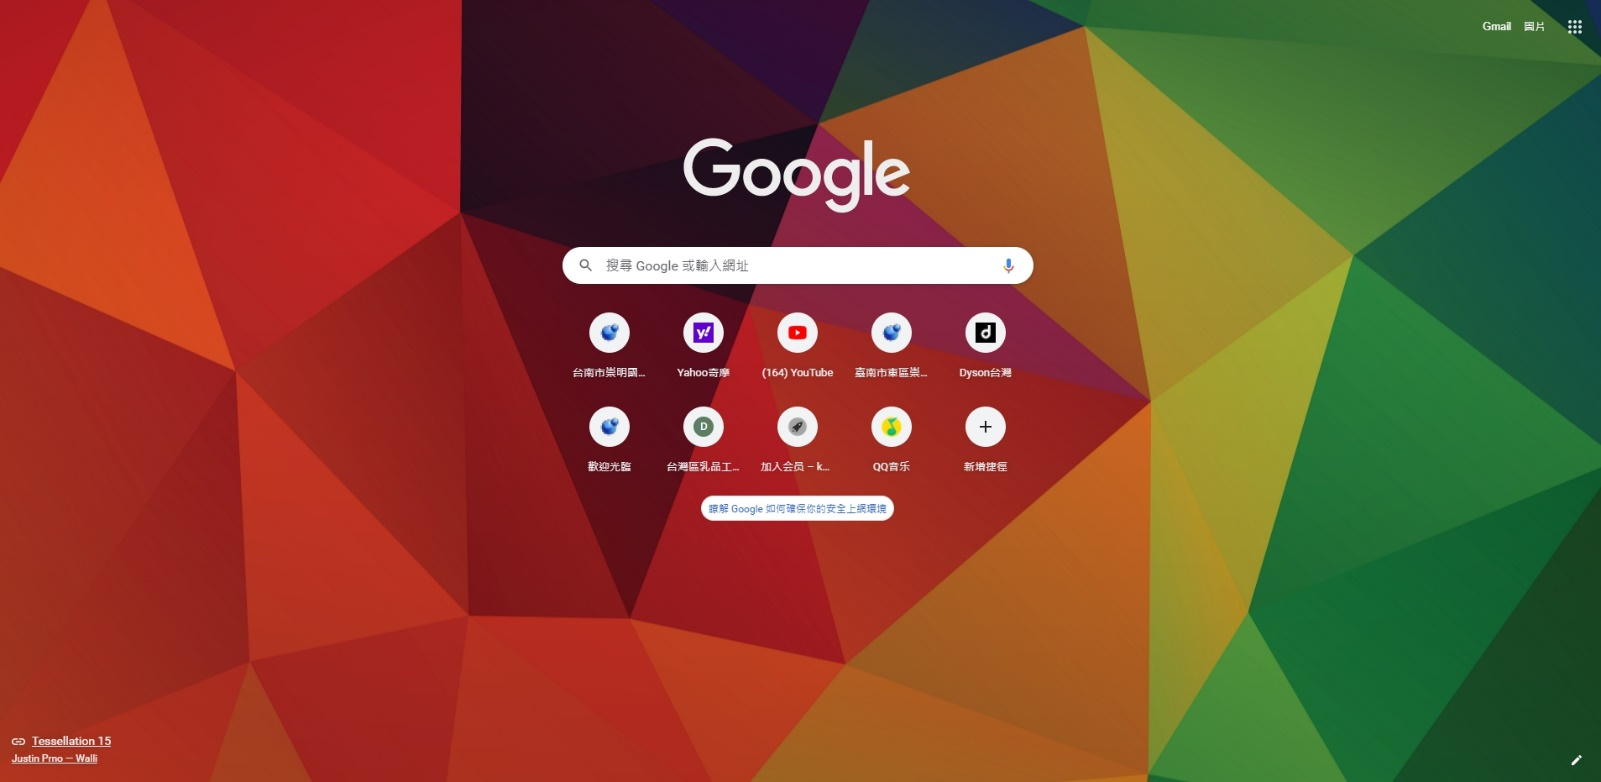 Gmail 圖片
Google
搜尋 Google 或輸入網址
台南市崇明國... Yahoo奇摩 (164) YouTube 臺南市東區崇... Dyson台灣
D
歡迎光臨 台灣區乳品工... 加入会员 – k... QQ音乐 新增捷徑
瞭解 Google 如何確保你的安全上網環境
Tessellation 15
Justin Prno — Walli